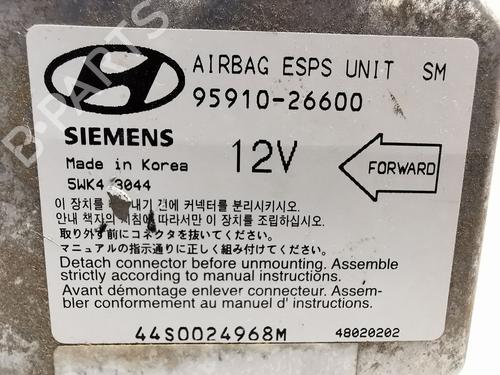 AIRBAG ESPS UNIT SM
95910-26600
SIEMENS
12V
FORWARD
Made in Korea
5WK4 3044
이 장치를 내기 전에 커넥터를 분리시키시오.
안내 책자의 지침에 따라서만 이 장치를 조립하십시오.
取り外す前にコネクタを抜いてください。
マニュアルの指示通りに正しく組み付けてください。
Detach connector before unmounting. Assemble
strictly according to manual instructions.
Avant démontage enlever connecteur. Assem-
bler conformement au manuel d' instructions.
44S0024968M
48020202